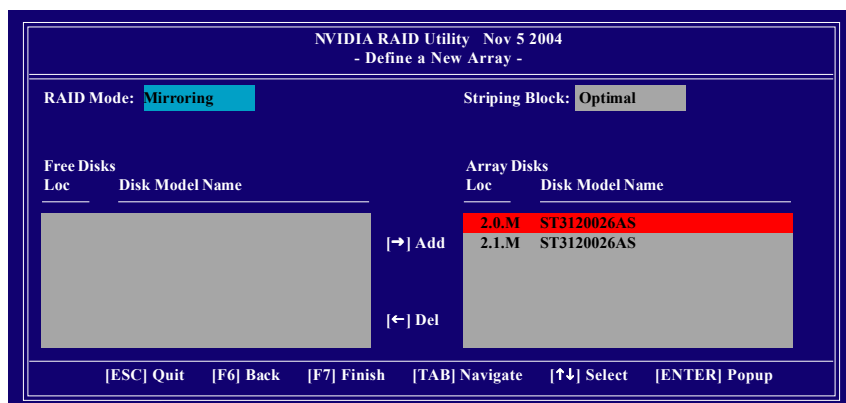 NVIDIA RAID Utility Nov 5 2004
- Define a New Array -
RAID Mode: Mirroring
Striping Block: Optimal
Free Disks
Loc Disk Model Name
Array Disks
Loc Disk Model Name
2.0.M ST3120026AS
2.1.M ST3120026AS
[→] Add
[←] Del
[ESC] Quit [F6] Back [F7] Finish [TAB] Navigate [↑↓] Select [ENTER] Popup